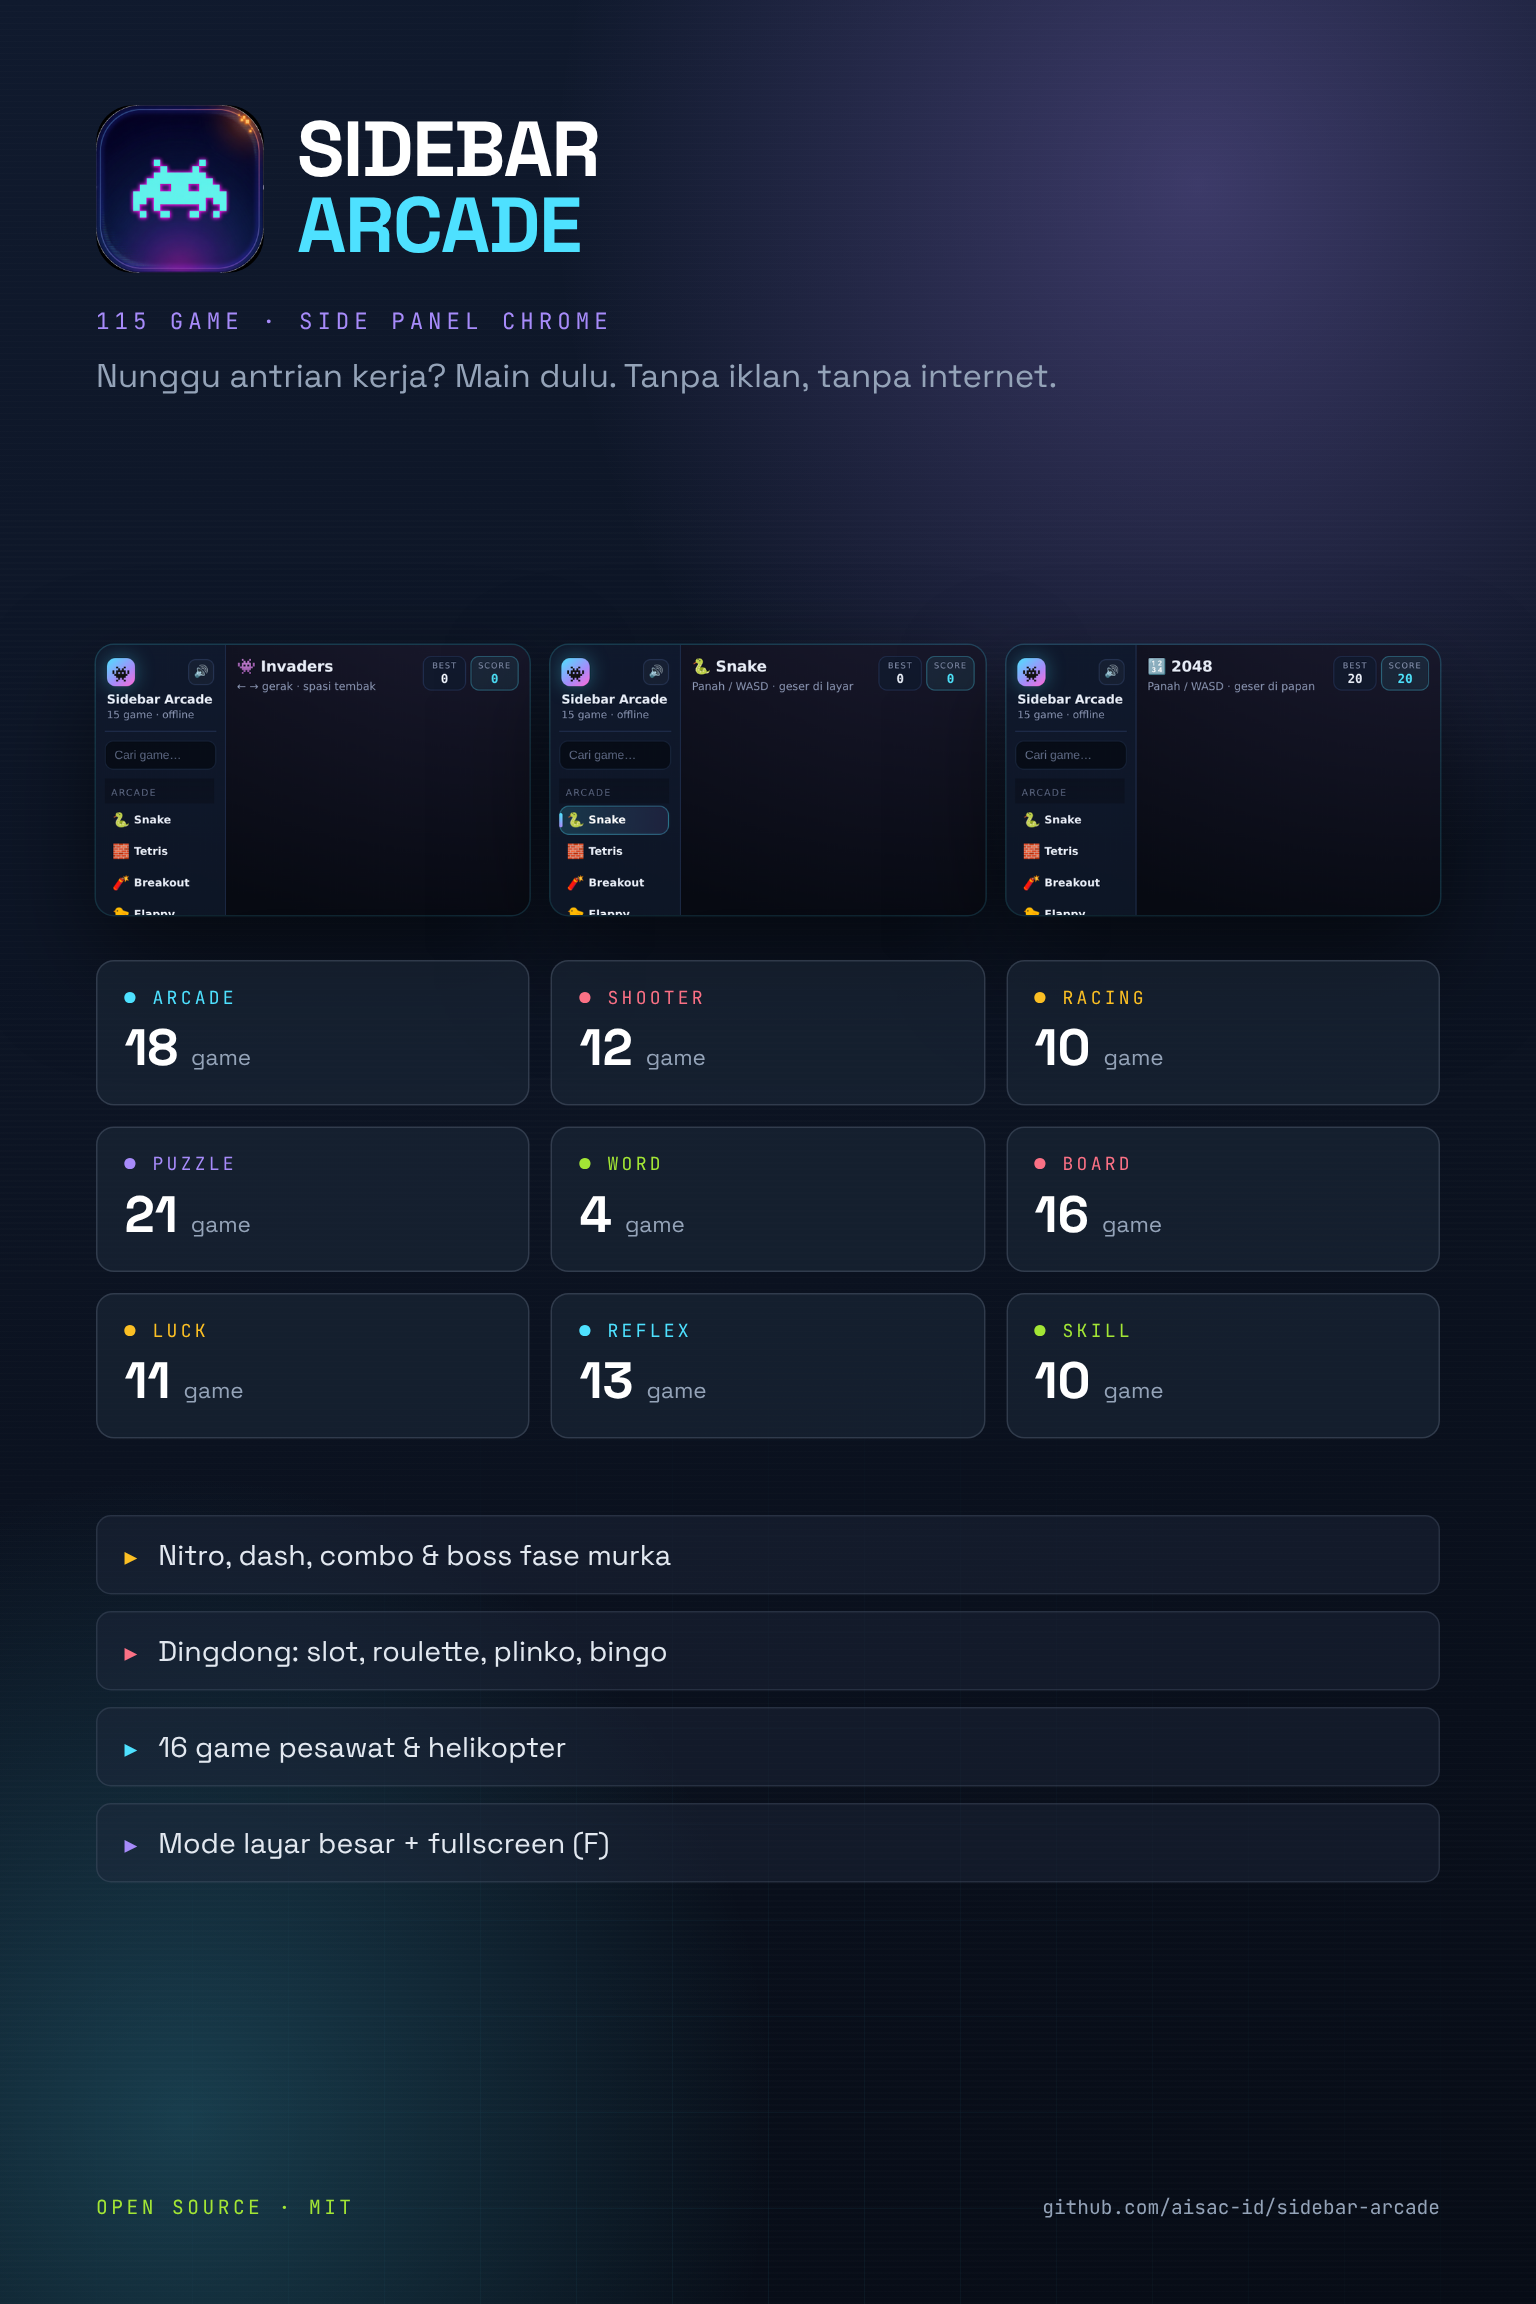 SIDEBAR
ARCADE
115 GAME · SIDE PANEL CHROME
Nunggu antrian kerja? Main dulu. Tanpa iklan, tanpa internet.
Sidebar Arcade
15 game · offline
Cari game...
ARCADE
Snake
Tetris
Breakout
Flappy
Invaders
← → gerak · spasi tembak
BEST
0
SCORE
0
Sidebar Arcade
15 game · offline
Cari game...
ARCADE
Snake
Tetris
Breakout
Flappy
Snake
Panah / WASD · geser di layar
BEST
0
SCORE
0
Sidebar Arcade
15 game · offline
Cari game...
ARCADE
Snake
Tetris
Breakout
Flappy
2048
Panah / WASD · geser di papan
BEST
20
SCORE
20
ARCADE
18 game
SHOOTER
12 game
RACING
10 game
PUZZLE
21 game
WORD
4 game
BOARD
16 game
LUCK
11 game
REFLEX
13 game
SKILL
10 game
▸ Nitro, dash, combo & boss fase murka
▸ Dingdong: slot, roulette, plinko, bingo
▸ 16 game pesawat & helikopter
▸ Mode layar besar + fullscreen (F)
OPEN SOURCE · MIT
github.com/aisac-id/sidebar-arcade